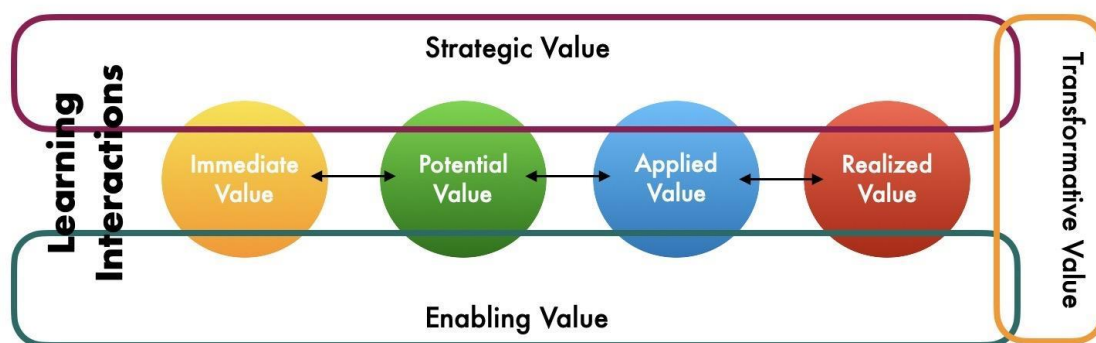 Strategic Value
Learning
Interactions
Immediate
Value
Potential
Value
Applied
Value
Realized
Value
Transformative Value
Enabling Value